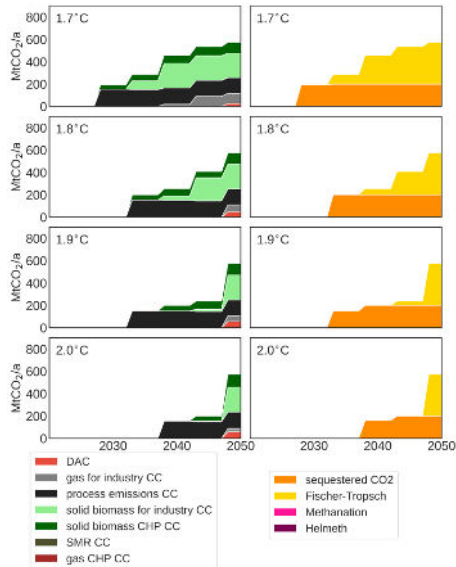 MtCO₂/a
800
600
400
200
0
1.7°C
1.7°C
MtCO₂/a
800
600
400
200
0
1.8°C
1.8°C
MtCO₂/a
800
600
400
200
0
1.9°C
1.9°C
MtCO₂/a
800
600
400
200
0
2.0°C
2.0°C
2030 2040 2050
2030 2040 2050
DAC
gas for industry CC
process emissions CC
solid biomass for industry CC
solid biomass CHP CC
SMR CC
gas CHP CC
sequestered CO2
Fischer-Tropsch
Methanation
Helmeth